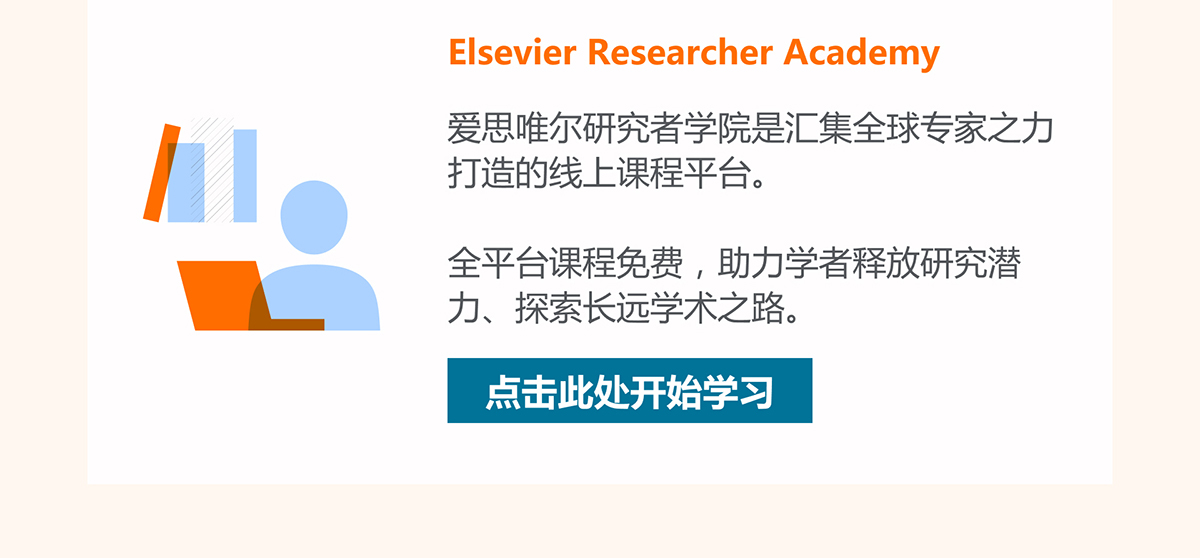 Elsevier Researcher Academy
爱思唯尔研究者学院是汇集全球专家之力
打造的线上课程平台。
全平台课程免费，助力学者释放研究潜
力、探索长远学术之路。
点击此处开始学习